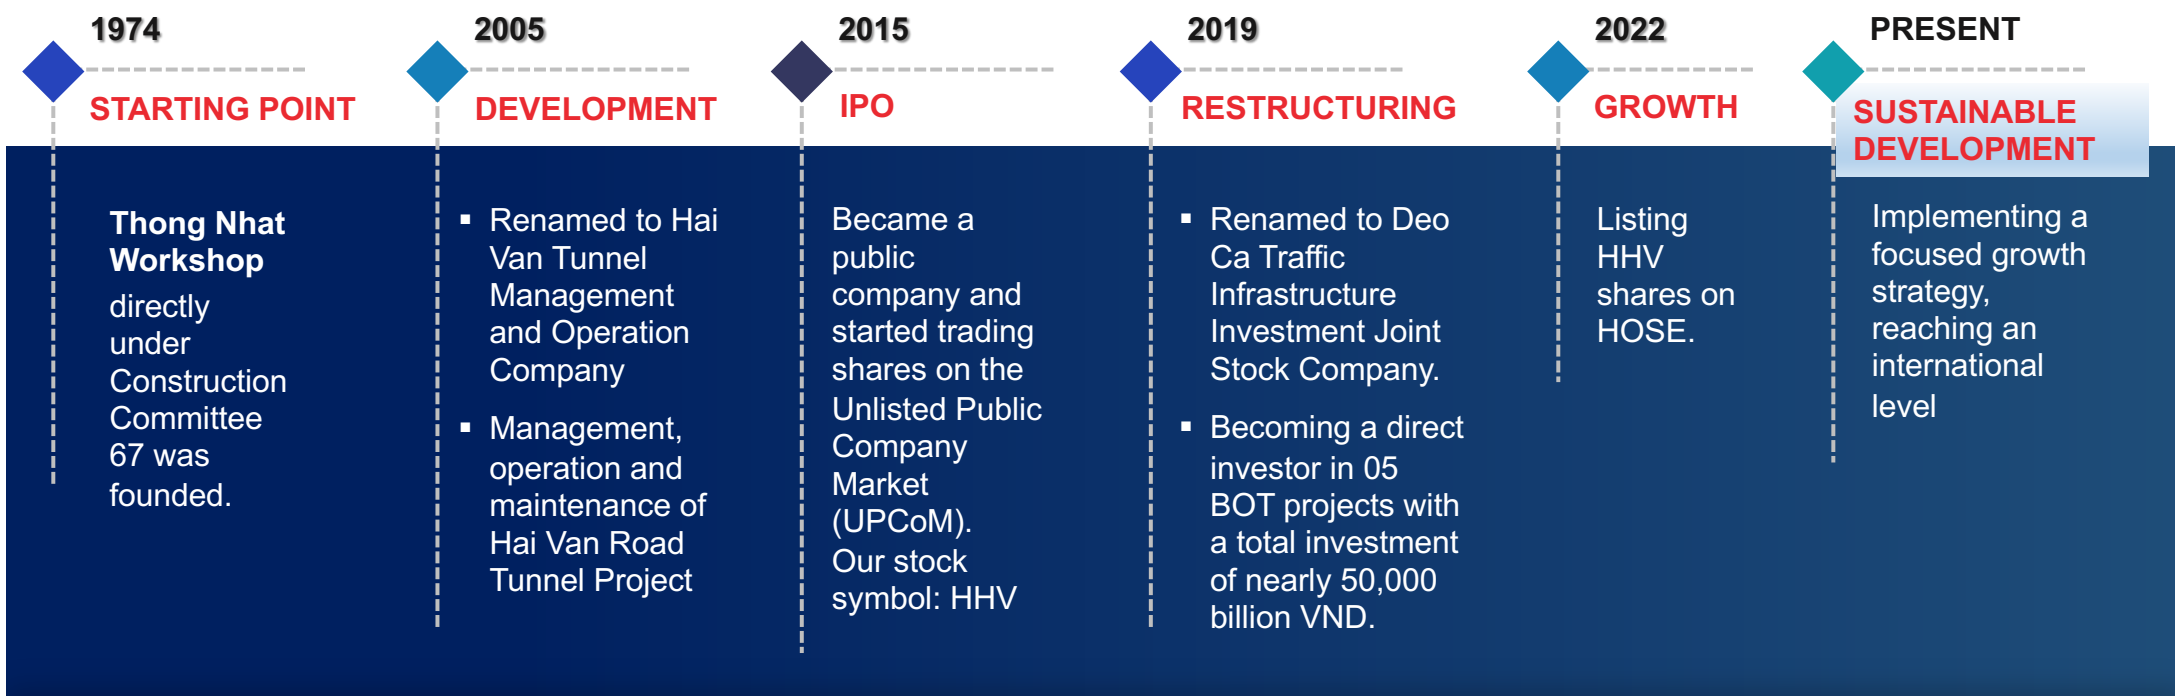 1974
STARTING POINT
Thong Nhat
Workshop
directly
under
Construction
Committee
67 was
founded.
2005
DEVELOPMENT
▪ Renamed to Hai
Van Tunnel
Management
and Operation
Company
▪ Management,
operation and
maintenance of
Hai Van Road
Tunnel Project
2015
IPO
Became a
public
company and
started trading
shares on the
Unlisted Public
Company
Market
(UPCoM).
Our stock
symbol: HHV
2019
RESTRUCTURING
▪ Renamed to Deo
Ca Traffic
Infrastructure
Investment Joint
Stock Company.
▪ Becoming a direct
investor in 05
BOT projects with
a total investment
of nearly 50,000
billion VND.
2022
GROWTH
Listing
HHV
shares on
HOSE.
PRESENT
SUSTAINABLE
DEVELOPMENT
Implementing a
focused growth
strategy,
reaching an
international
level